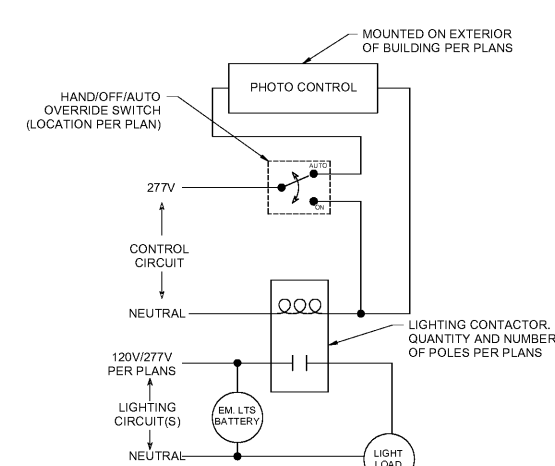 MOUNTED ON EXTERIOR
OF BUILDING PER PLANS
PHOTO CONTROL
HAND/OFF/AUTO
OVERRIDE SWITCH
(LOCATION PER PLAN)
AUTO
277V
ON
CONTROL
CIRCUIT
NEUTRAL
LIGHTING CONTACTOR.
QUANTITY AND NUMBER
OF POLES PER PLANS
120V/277V
PER PLANS
LIGHTING
CIRCUIT(S)
EM. LTS
BATTERY
NEUTRAL
LIGHT
LOAD